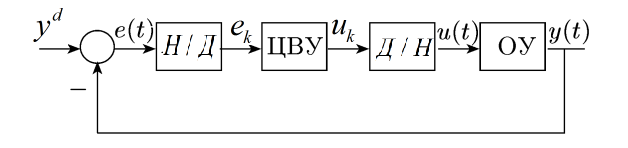 y^d e(t) Н/Д e_k ЦВУ u_k Д/Н u(t) ОУ y(t)
−